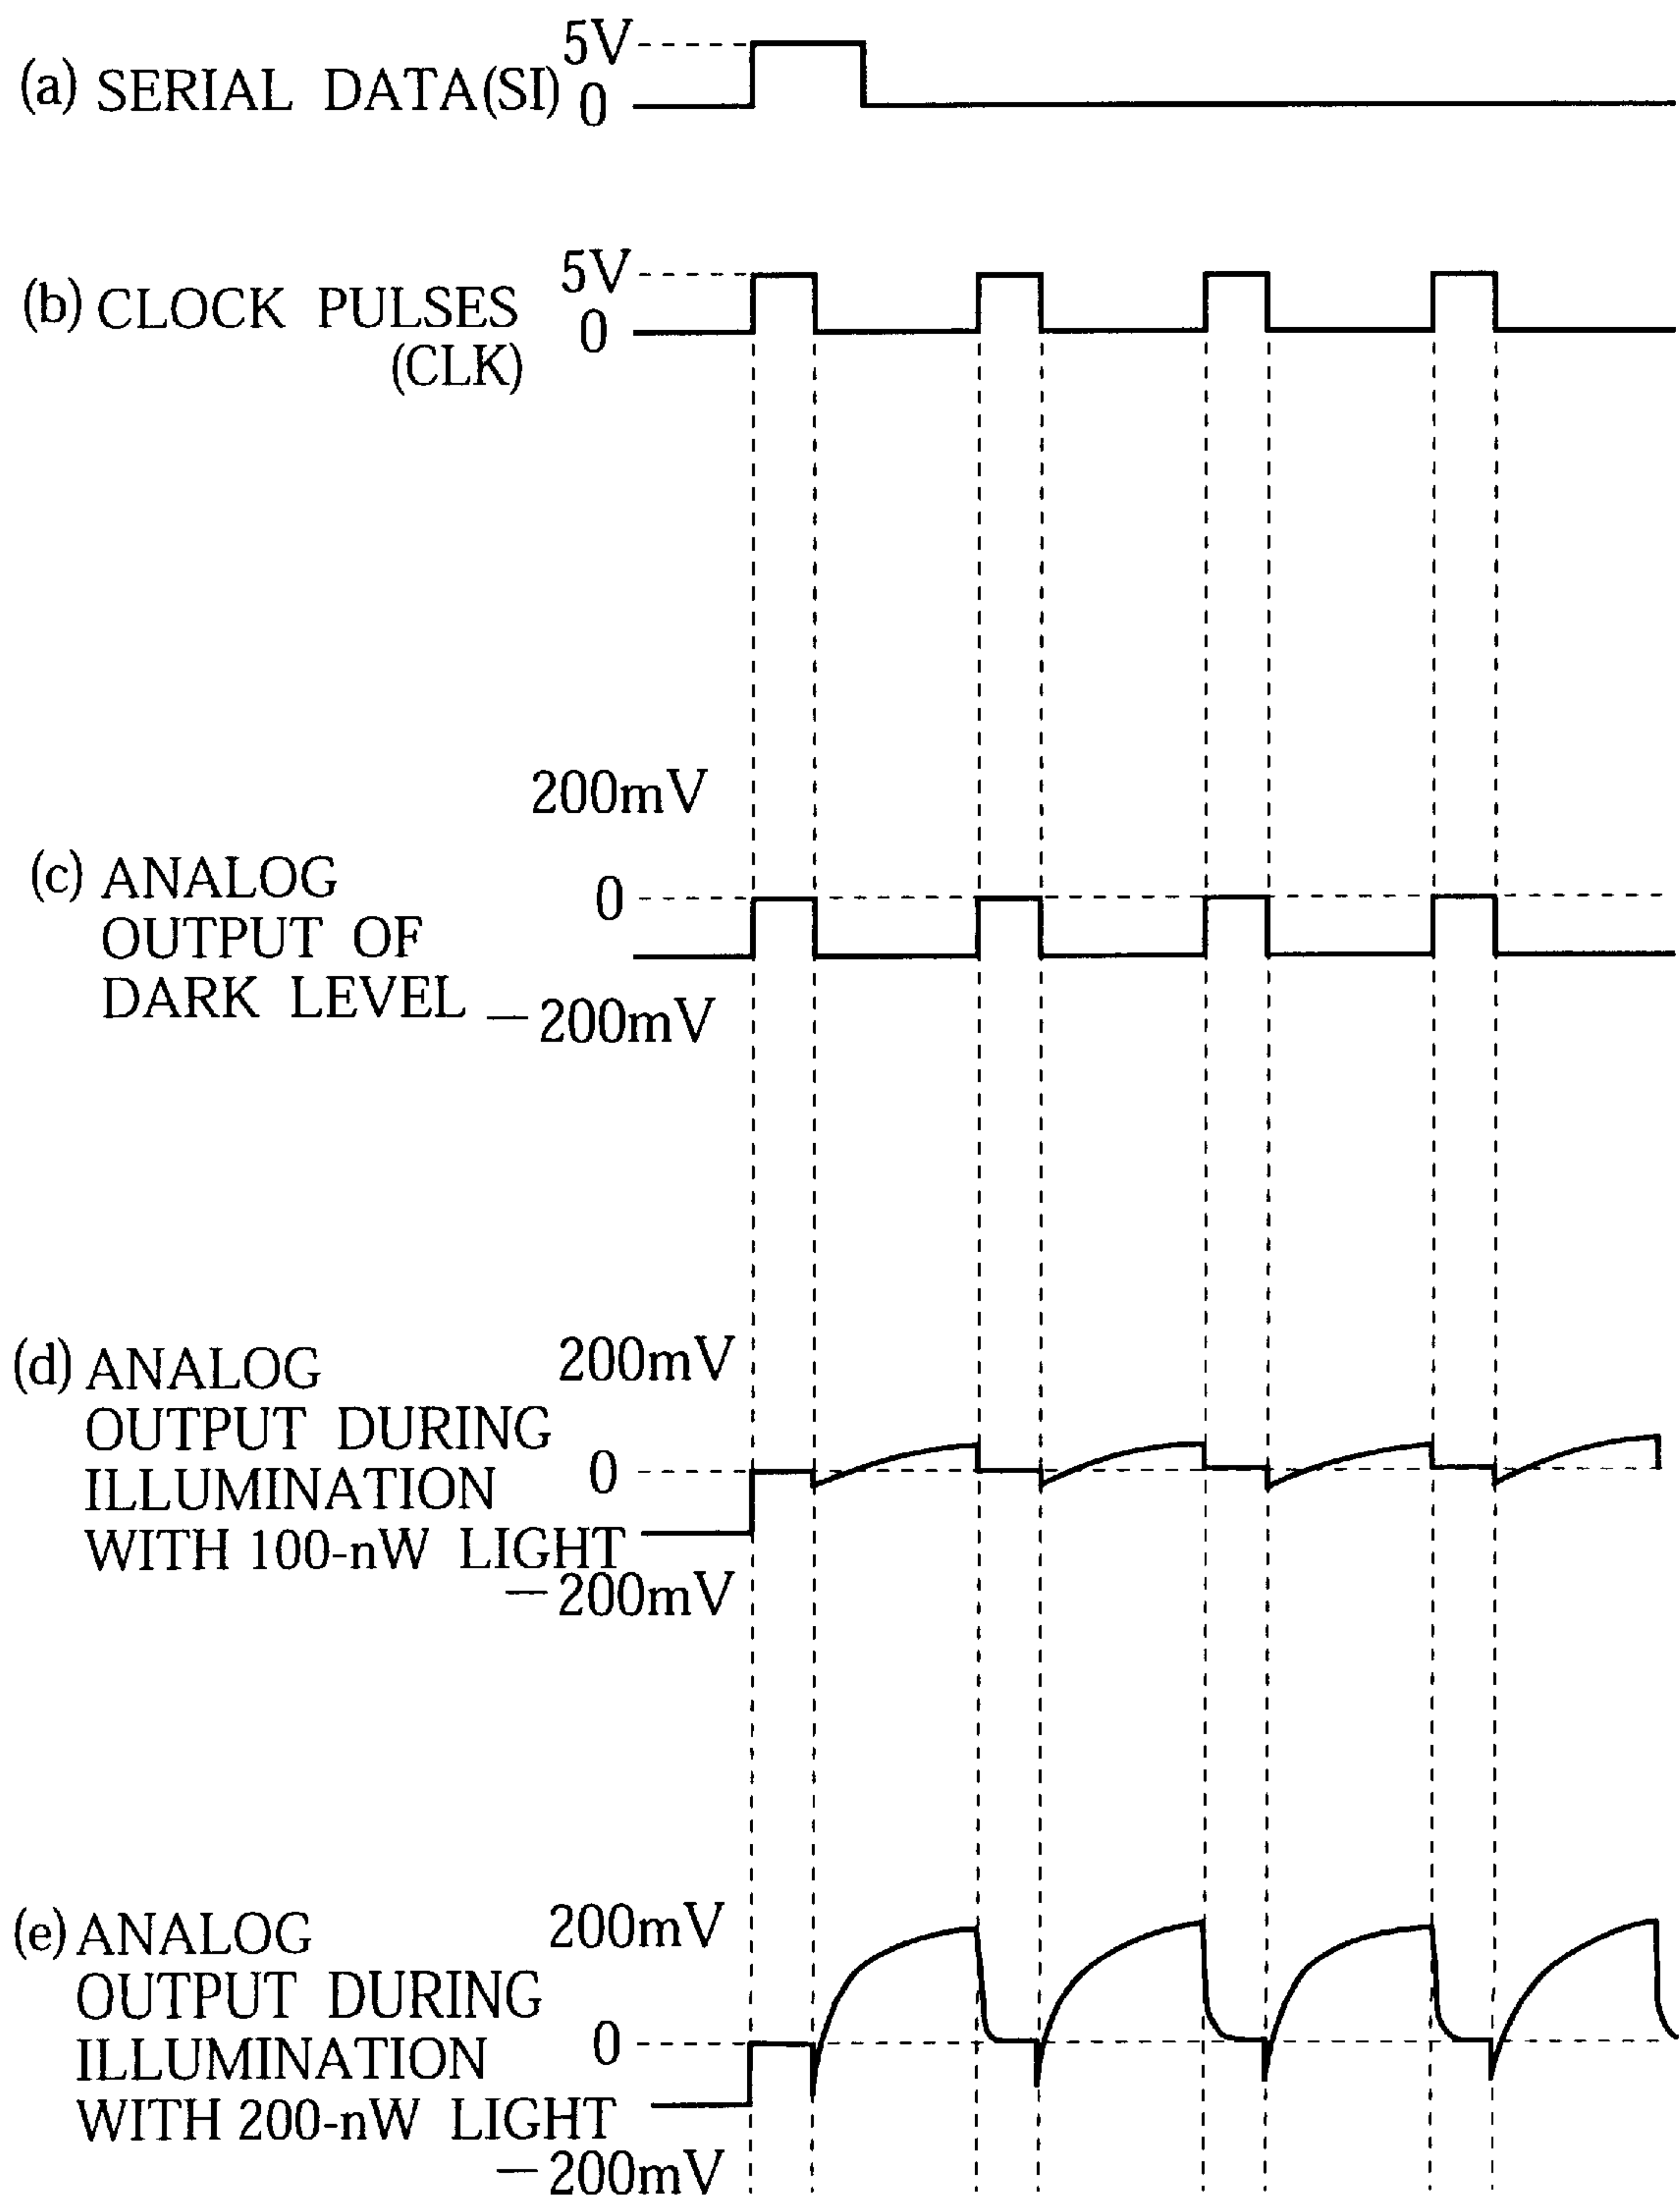 5V
(a) SERIAL DATA(SI)
0
5V
(b) CLOCK PULSES
0
(CLK)
200mV
(c) ANALOG
0
OUTPUT OF
DARK LEVEL
−200mV
(d) ANALOG
200mV
OUTPUT DURING
0
ILLUMINATION
WITH 100-nW LIGHT
−200mV
(e) ANALOG
200mV
OUTPUT DURING
0
ILLUMINATION
WITH 200-nW LIGHT
−200mV